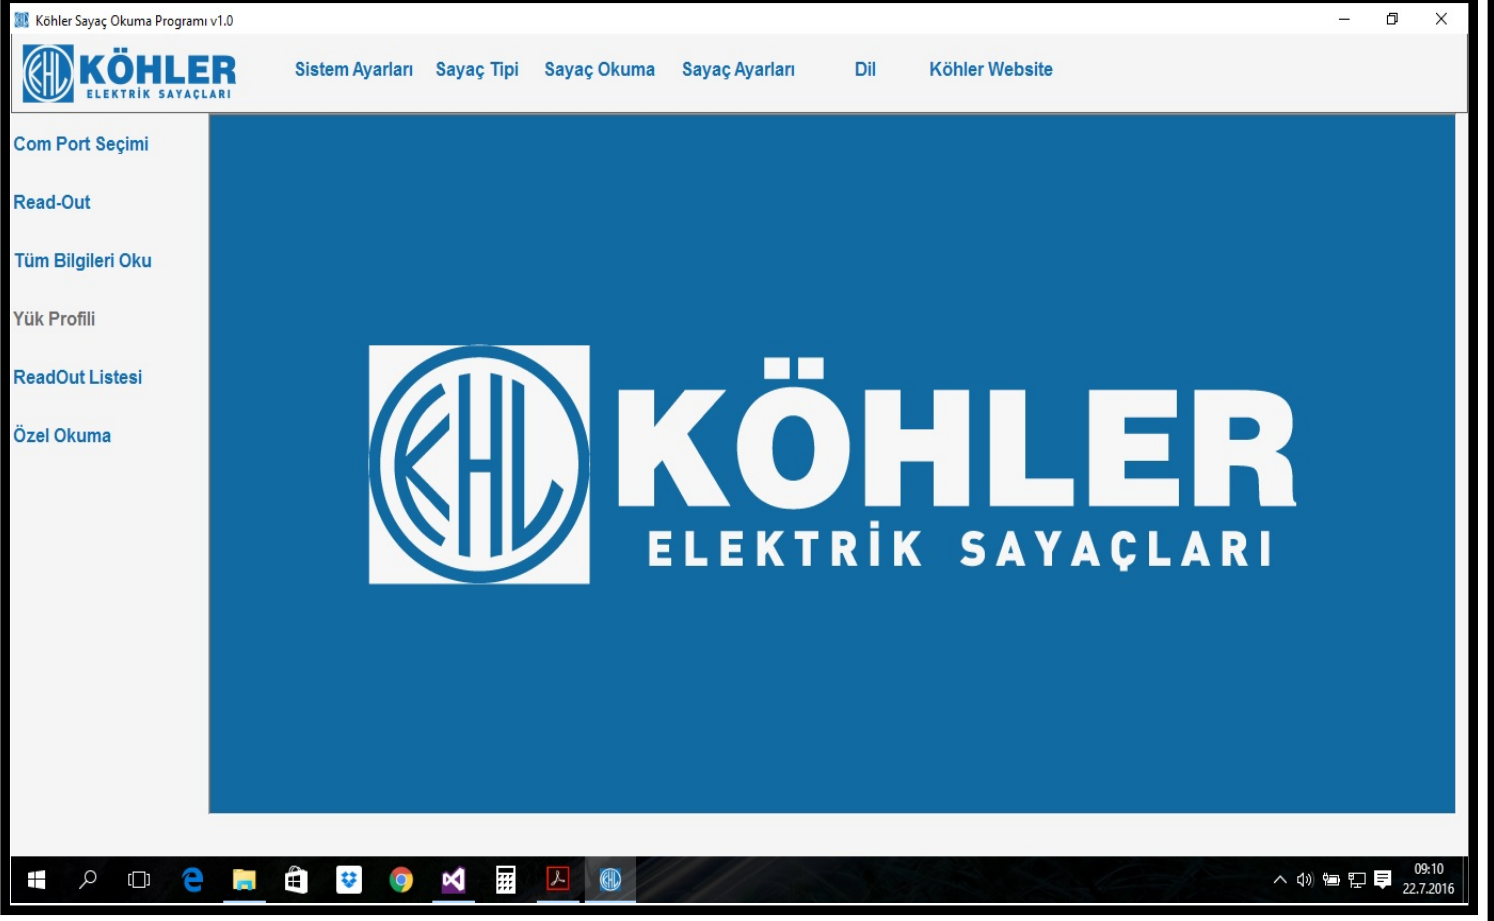 Köhler Sayaç Okuma Programı v1.0
KHL KÖHLER
ELEKTRİK SAYAÇLARI
Sistem Ayarları Sayaç Tipi Sayaç Okuma Sayaç Ayarları Dil Köhler Website
Com Port Seçimi
Read-Out
Tüm Bilgileri Oku
Yük Profili
ReadOut Listesi
Özel Okuma
KHL KÖHLER
ELEKTRİK SAYAÇLARI
09:10
22.7.2016